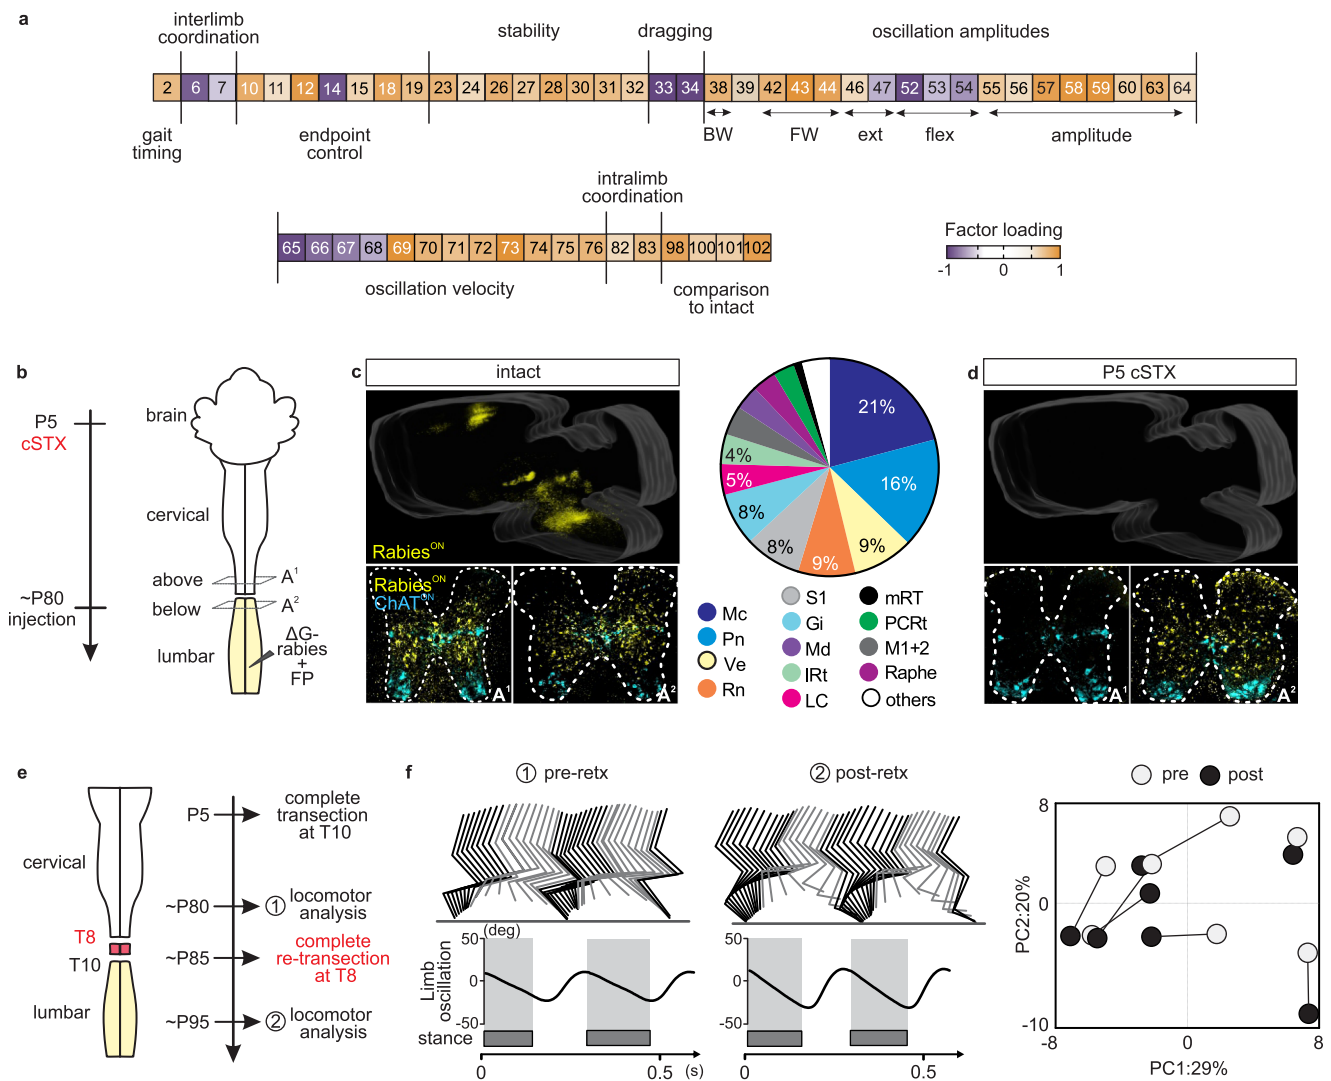 a
interlimb
coordination
stability
dragging
oscillation amplitudes
2 6 7 10 11 12 14 15 18 19 23 24 26 27 28 30 31 32 33 34 38 39 42 43 44 46 47 52 53 54 55 56 57 58 59 60 63 64
gait
timing
endpoint
control
BW
FW
ext
flex
amplitude
intralimb
coordination
65 66 67 68 69 70 71 72 73 74 75 76 82 83 98 100 101 102
oscillation velocity
comparison
to intact
Factor loading
-1 0 1
b
P5
cSTX
~P80
injection
brain
cervical
above
below
lumbar
A1
A2
ΔG-
rabies
+
FP
c
intact
RabiesON
RabiesON
ChATON
A1
A2
21%
16%
9%
9%
8%
8%
5%
4%
Mc
Pn
Ve
Rn
S1
Gi
Md
IRt
LC
mRT
PCRt
M1+2
Raphe
others
d
P5 cSTX
A1
A2
e
cervical
T8
T10
lumbar
P5
complete
transection
at T10
~P80
1 locomotor
analysis
~P85
complete
re-transection
at T8
~P95
2 locomotor
analysis
f
1 pre-retx
2 post-retx
(deg)
50
0
-50
Limb
oscillation
stance
0 0.5 (s)
50
0
-50
0 0.5
pre post
8
0
-10
PC2:20%
-8 0 8
PC1:29%